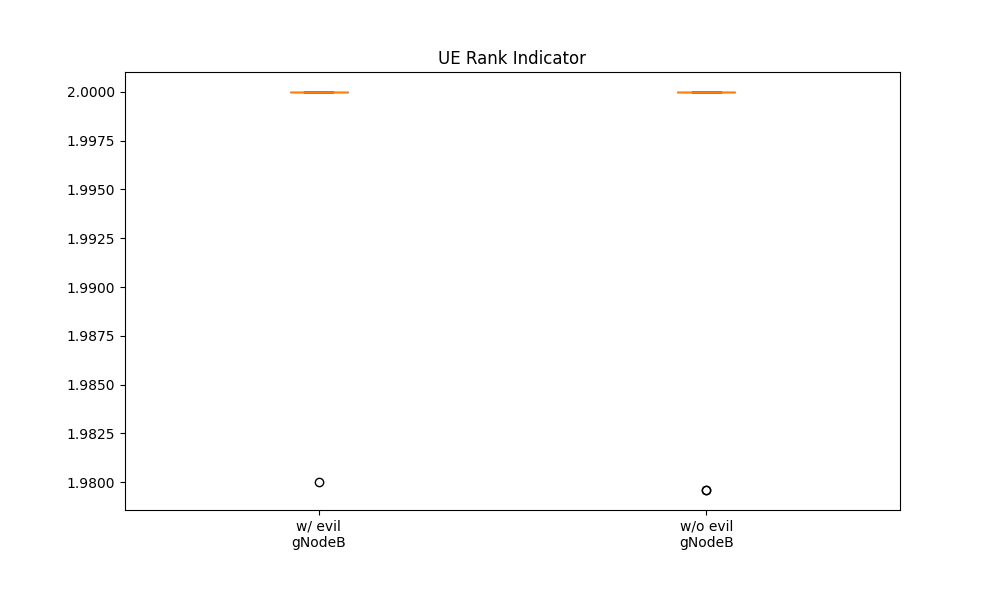 UE Rank Indicator
2.0000
1.9975
1.9950
1.9925
1.9900
1.9875
1.9850
1.9825
1.9800
w/ evil
gNodeB
w/o evil
gNodeB